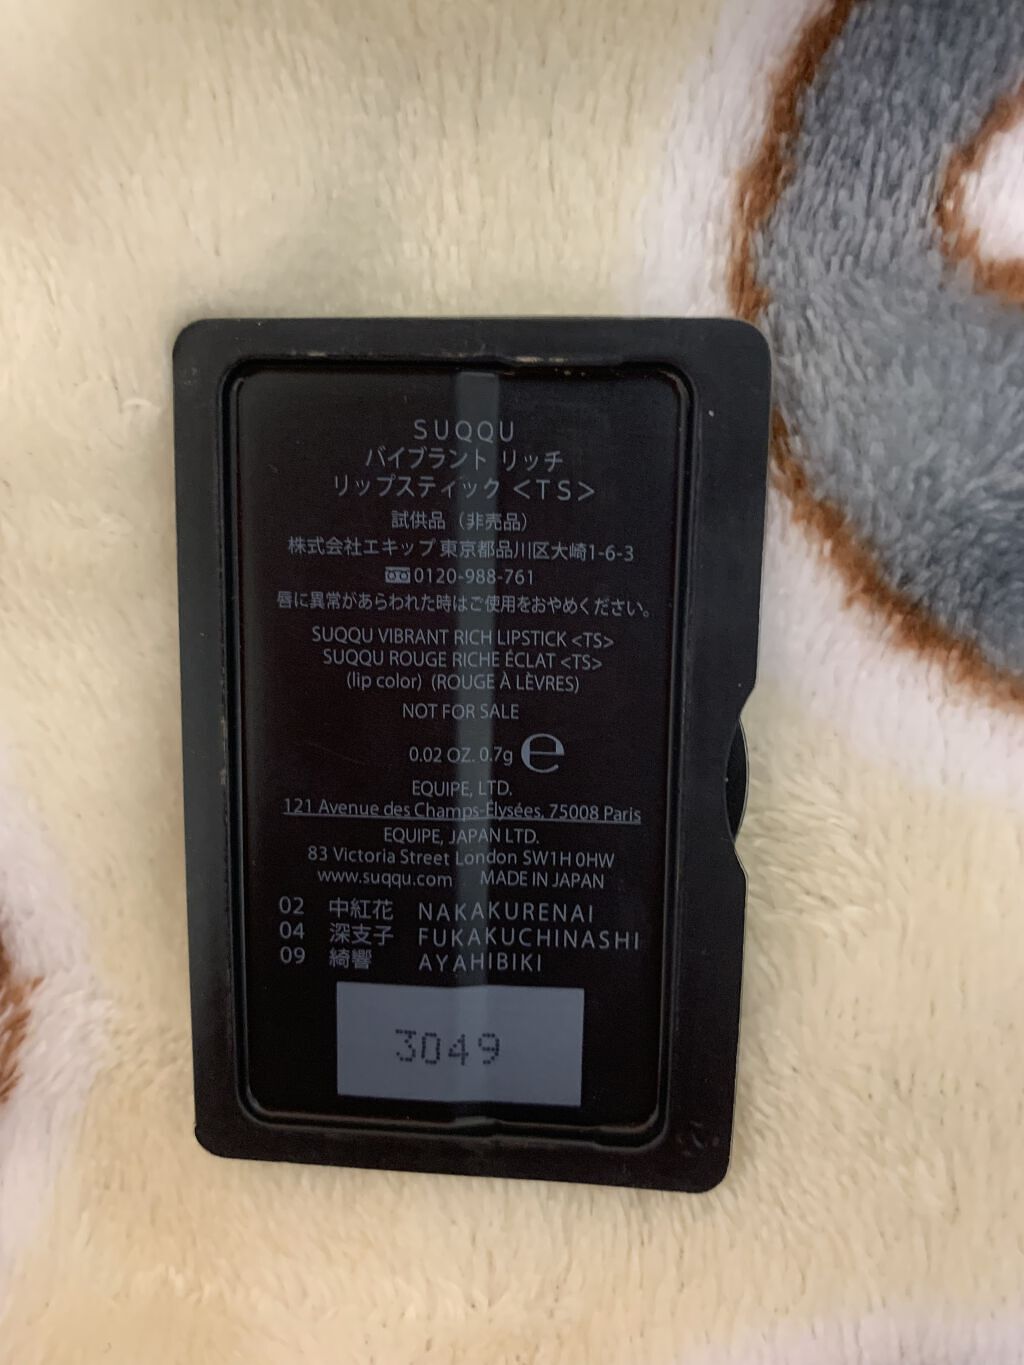 SUQQU
バイブラント リッチ
リップスティック <TS>
試供品（非売品）
株式会社エキップ 東京都品川区大崎1-6-3
0120-988-761
唇に異常があらわれた時はご使用をおやめください。
SUQQU VIBRANT RICH LIPSTICK <TS>
SUQQU ROUGE RICHE ÉCLAT <TS>
(lip color) (ROUGE À LÈVRES)
NOT FOR SALE
0.02 OZ. 0.7g ℮
EQUIPE, LTD.
121 Avenue des Champs-Élysées, 75008 Paris
EQUIPE, JAPAN LTD.
83 Victoria Street London SW1H 0HW
www.suqqu.com MADE IN JAPAN
02 中紅花 NAKAKURENAI
04 深支子 FUKAKUCHINASHI
09 綺響 AYAHIBIKI
3049